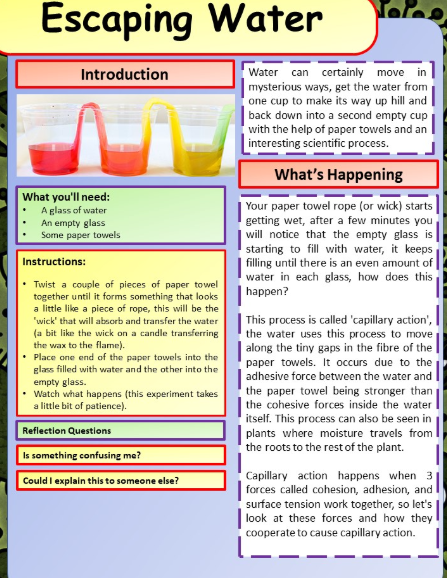 Escaping Water
Introduction
What you'll need:
• A glass of water
• An empty glass
• Some paper towels
Instructions:
• Twist a couple of pieces of paper towel
together until it forms something that looks
a little like a piece of rope, this will be the
'wick' that will absorb and transfer the water
(a bit like the wick on a candle transferring
the wax to the flame).
• Place one end of the paper towels into the
glass filled with water and the other into the
empty glass.
• Watch what happens (this experiment takes
a little bit of patience).
Reflection Questions
Is something confusing me?
Could I explain this to someone else?
Water can certainly move in
mysterious ways, get the water from
one cup to make its way up hill and
back down into a second empty cup
with the help of paper towels and an
interesting scientific process.
What's Happening
Your paper towel rope (or wick) starts
getting wet, after a few minutes you
will notice that the empty glass is
starting to fill with water, it keeps
filling until there is an even amount of
water in each glass, how does this
happen?
This process is called 'capillary action',
the water uses this process to move
along the tiny gaps in the fibre of the
paper towels. It occurs due to the
adhesive force between the water and
the paper towel being stronger than
the cohesive forces inside the water
itself. This process can also be seen in
plants where moisture travels from
the roots to the rest of the plant.
Capillary action happens when 3
forces called cohesion, adhesion, and
surface tension work together, so let's
look at these forces and how they
cooperate to cause capillary action.